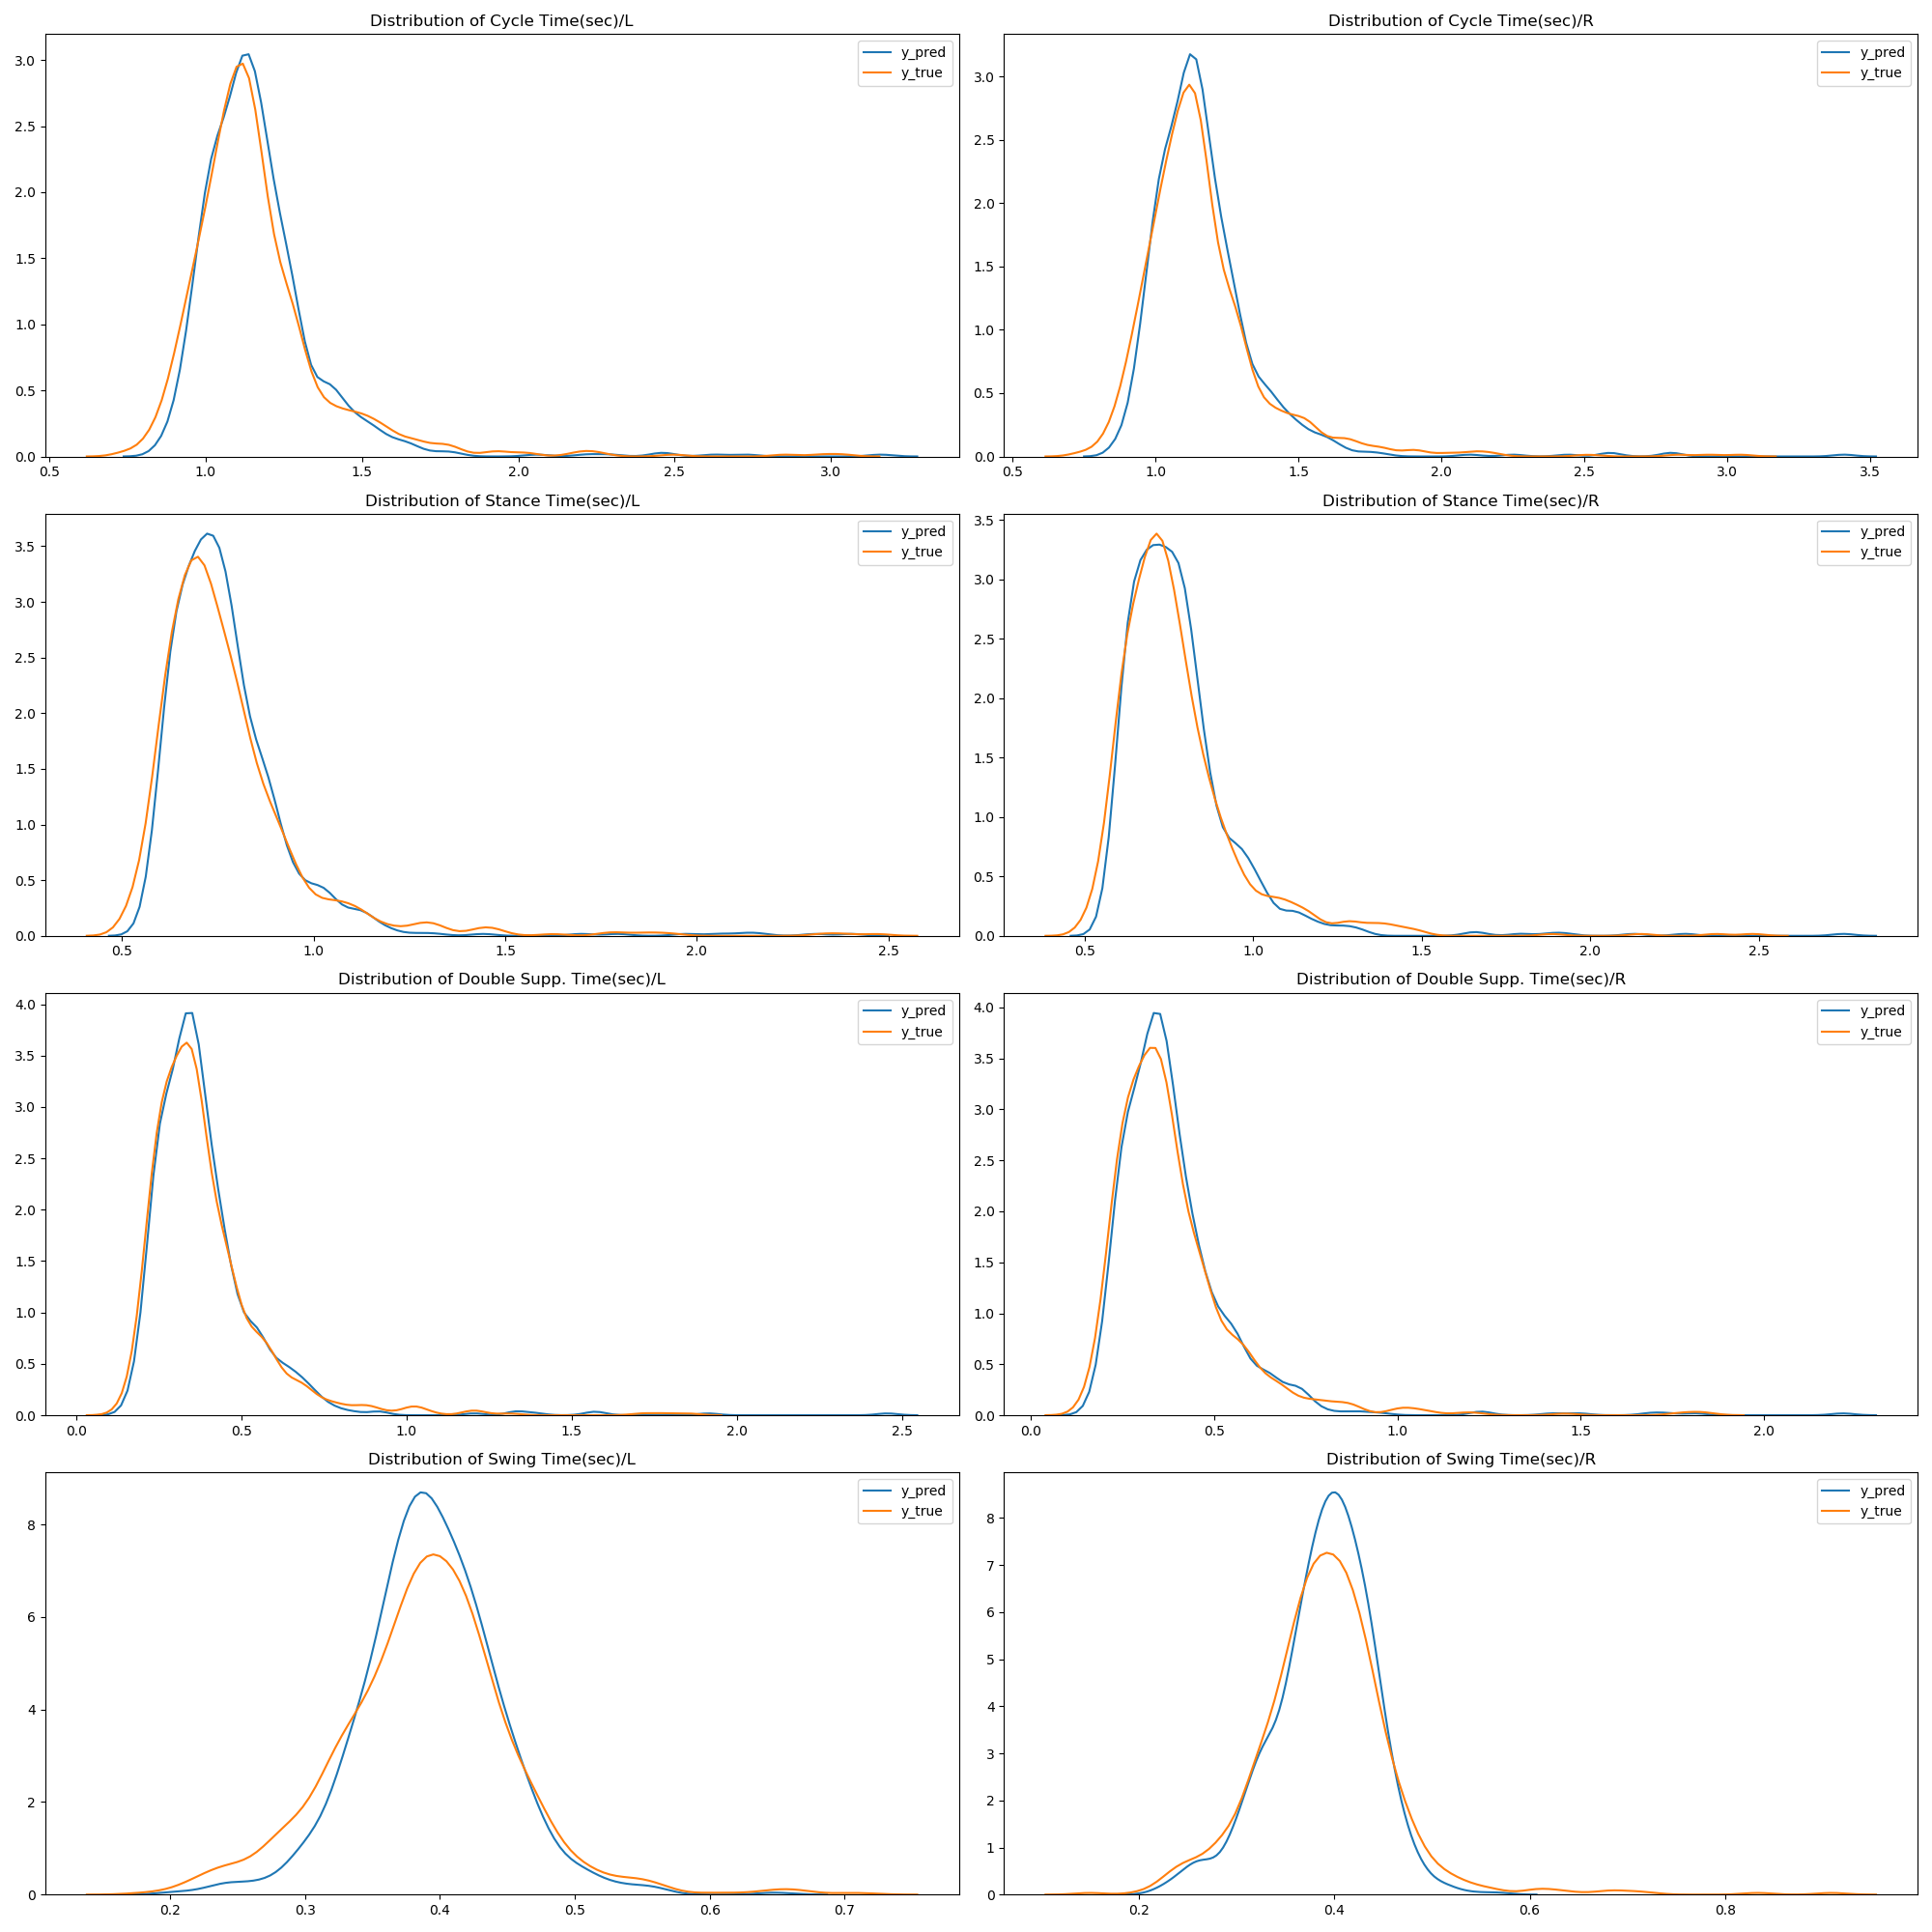 Distribution of Cycle Time(sec)/L
3.0
2.5
2.0
1.5
1.0
0.5
0.0
0.5 1.0 1.5 2.0 2.5 3.0
y_pred
y_true
Distribution of Cycle Time(sec)/R
3.0
2.5
2.0
1.5
1.0
0.5
0.0
0.5 1.0 1.5 2.0 2.5 3.0 3.5
y_pred
y_true
Distribution of Stance Time(sec)/L
3.5
3.0
2.5
2.0
1.5
1.0
0.5
0.0
0.5 1.0 1.5 2.0 2.5
y_pred
y_true
Distribution of Stance Time(sec)/R
3.5
3.0
2.5
2.0
1.5
1.0
0.5
0.0
0.5 1.0 1.5 2.0 2.5
y_pred
y_true
Distribution of Double Supp. Time(sec)/L
4.0
3.5
3.0
2.5
2.0
1.5
1.0
0.5
0.0
0.0 0.5 1.0 1.5 2.0 2.5
y_pred
y_true
Distribution of Double Supp. Time(sec)/R
4.0
3.5
3.0
2.5
2.0
1.5
1.0
0.5
0.0
0.0 0.5 1.0 1.5 2.0
y_pred
y_true
Distribution of Swing Time(sec)/L
8
6
4
2
0
0.2 0.3 0.4 0.5 0.6 0.7
y_pred
y_true
Distribution of Swing Time(sec)/R
8
7
6
5
4
3
2
1
0
0.2 0.4 0.6 0.8
y_pred
y_true